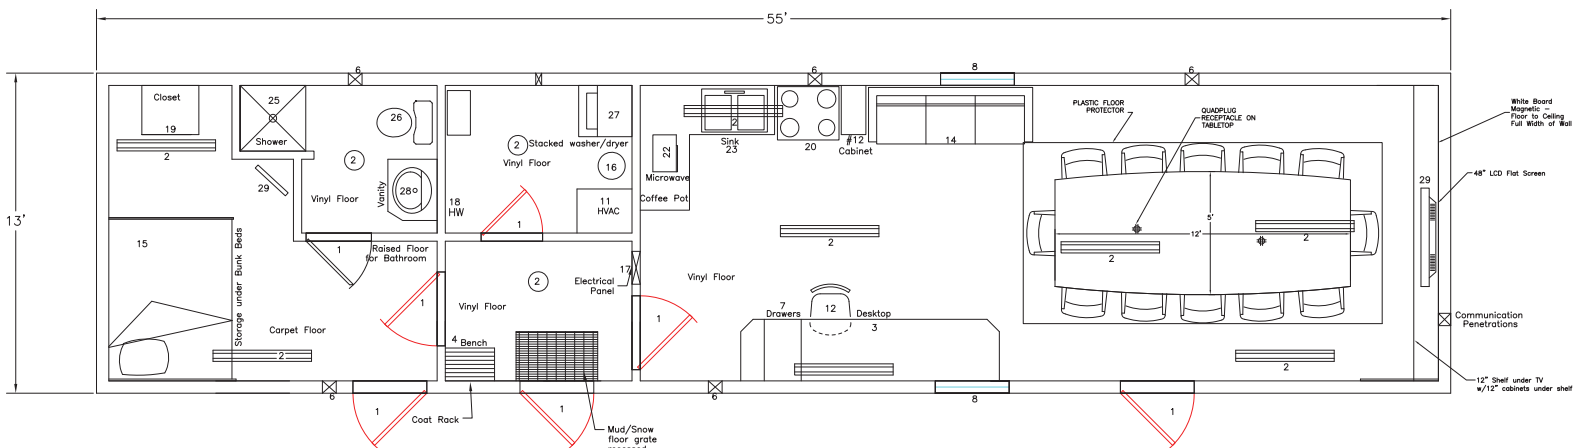 55'
13'
6
6
8
6
Closet
19
2
25
Shower
26
2
29
Vinyl Floor
Vanity
28
1
Raised Floor
for Bathroom
15
Storage under Bunk Beds
Carpet Floor
2
1
6
1
18
HW
2
Stacked washer/dryer
Vinyl Floor
27
16
11
HVAC
1
2
17
Electrical
Panel
Vinyl Floor
4
Bench
Coat Rack
1
Mud/Snow
floor grate
2
Sink
23
22
Microwave
Coffee Pot
20
#12
Cabinet
14
2
Vinyl Floor
1
7
Drawers
12
Desktop
3
6
8
PLASTIC FLOOR
PROTECTOR
QUADPLUG
RECEPTACLE ON
TABLETOP
5'
12'
2
2
2
1
29
White Board
Magnetic –
Floor to Ceiling
Full Width of Wall
48" LCD Flat Screen
Communication
Penetrations
12" Shelf under TV
w/12" cabinets under shelf